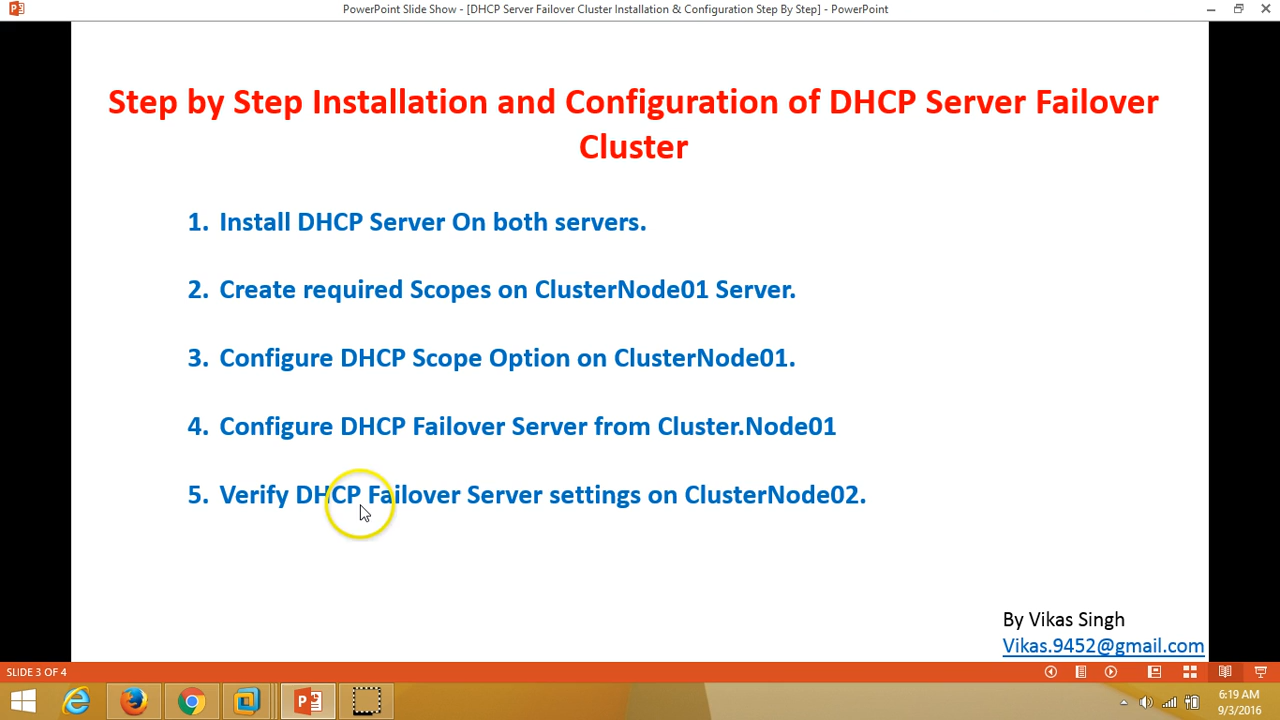 PowerPoint Slide Show - [DHCP Server Failover Cluster Installation & Configuration Step By Step] - PowerPoint
Step by Step Installation and Configuration of DHCP Server Failover
Cluster
1. Install DHCP Server On both servers.
2. Create required Scopes on ClusterNode01 Server.
3. Configure DHCP Scope Option on ClusterNode01.
4. Configure DHCP Failover Server from Cluster.Node01
5. Verify DHCP Failover Server settings on ClusterNode02.
By Vikas Singh
Vikas.9452@gmail.com
SLIDE 3 OF 4
6:19 AM
9/3/2016